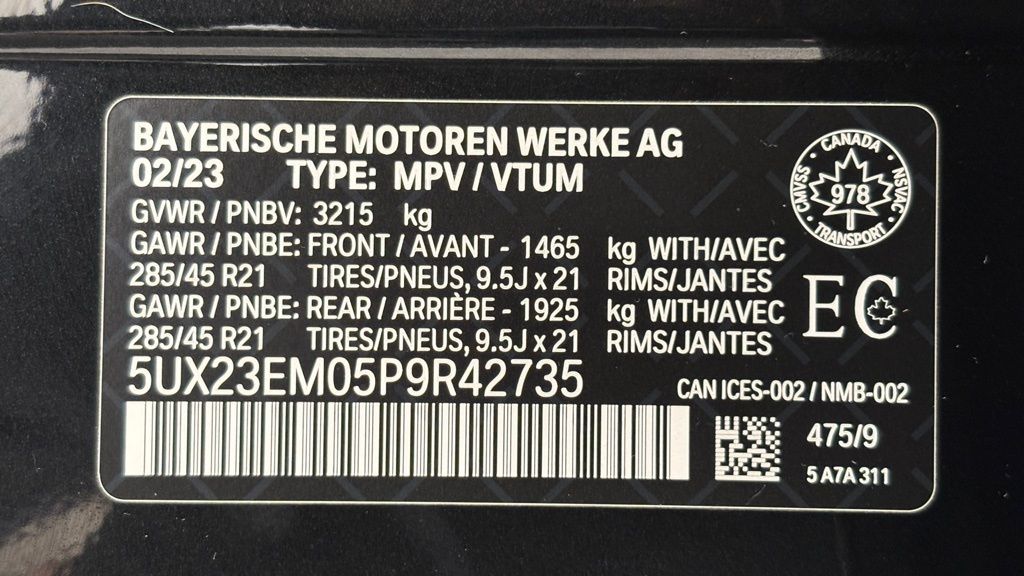 BAYERISCHE MOTOREN WERKE AG
02/23 TYPE: MPV / VTUM
GVWR / PNBV: 3215 kg
GAWR / PNBE: FRONT / AVANT - 1465 kg WITH/AVEC
285/45 R21 TIRES/PNEUS, 9.5J x 21 RIMS/JANTES
GAWR / PNBE: REAR / ARRIÈRE - 1925 kg WITH/AVEC
285/45 R21 TIRES/PNEUS, 9.5J x 21 RIMS/JANTES
5UX23EM05P9R42735
CANADA
CMVSS
978
NSVAC
TRANSPORT
EC
CAN ICES-002 / NMB-002
475/9
5 A7A 311